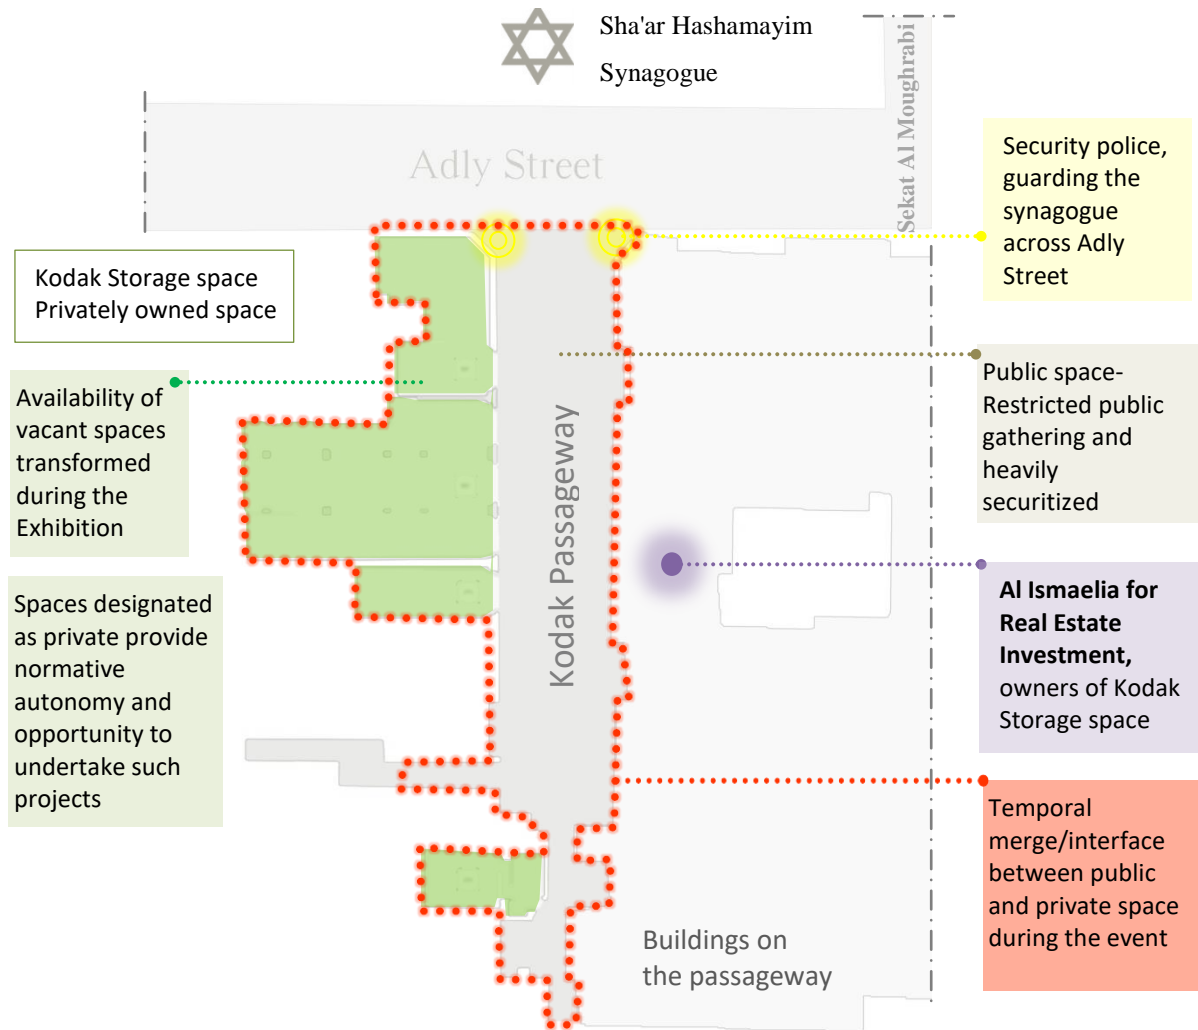 Sha'ar Hashamayim
Synagogue
Sekat Al Moughrabi
Adly Street
Security police,
guarding the
synagogue
across Adly
Street
Kodak Storage space
Privately owned space
Availability of
vacant spaces
transformed
during the
Exhibition
Public space-
Restricted public
gathering and
heavily
securitized
Kodak Passageway
Spaces designated
as private provide
normative
autonomy and
opportunity to
undertake such
projects
Al Ismaelia for
Real Estate
Investment,
owners of Kodak
Storage space
Temporal
merge/interface
between public
and private space
during the event
Buildings on
the passageway